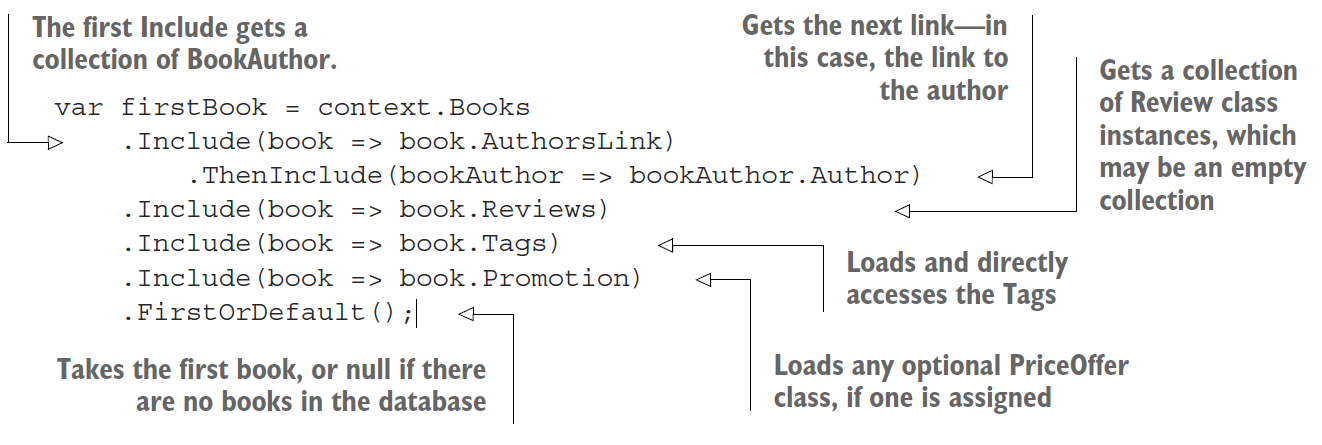 The first Include gets a
collection of BookAuthor.
Gets the next link—in
this case, the link to
the author
Gets a collection
of Review class
instances, which
may be an empty
collection
var firstBook = context.Books
.Include(book => book.AuthorsLink)
.ThenInclude(bookAuthor => bookAuthor.Author)
.Include(book => book.Reviews)
.Include(book => book.Tags)
.Include(book => book.Promotion)
.FirstOrDefault();
Loads and directly
accesses the Tags
Takes the first book, or null if there
are no books in the database
Loads any optional PriceOffer
class, if one is assigned